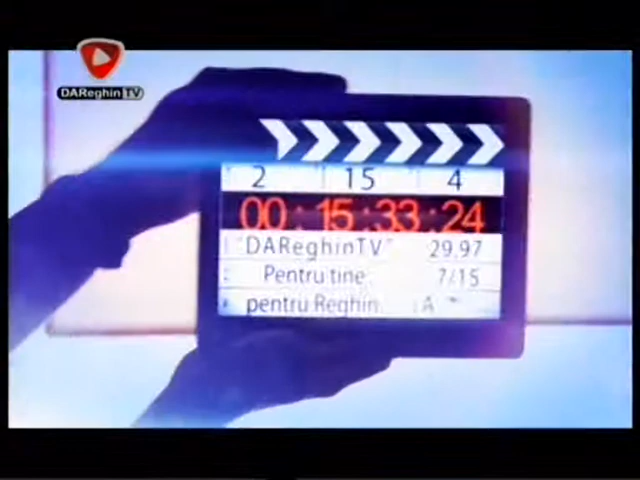 DAReghin TV
2 15 4
00:15:33:24
"DAReghinTV" 29.97
Pentru tine 7/15
pentru Reghin A